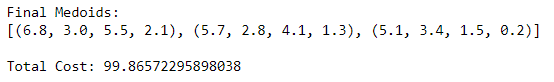 Final Medoids:
[(6.8, 3.0, 5.5, 2.1), (5.7, 2.8, 4.1, 1.3), (5.1, 3.4, 1.5, 0.2)]
Total Cost: 99.86572295898038